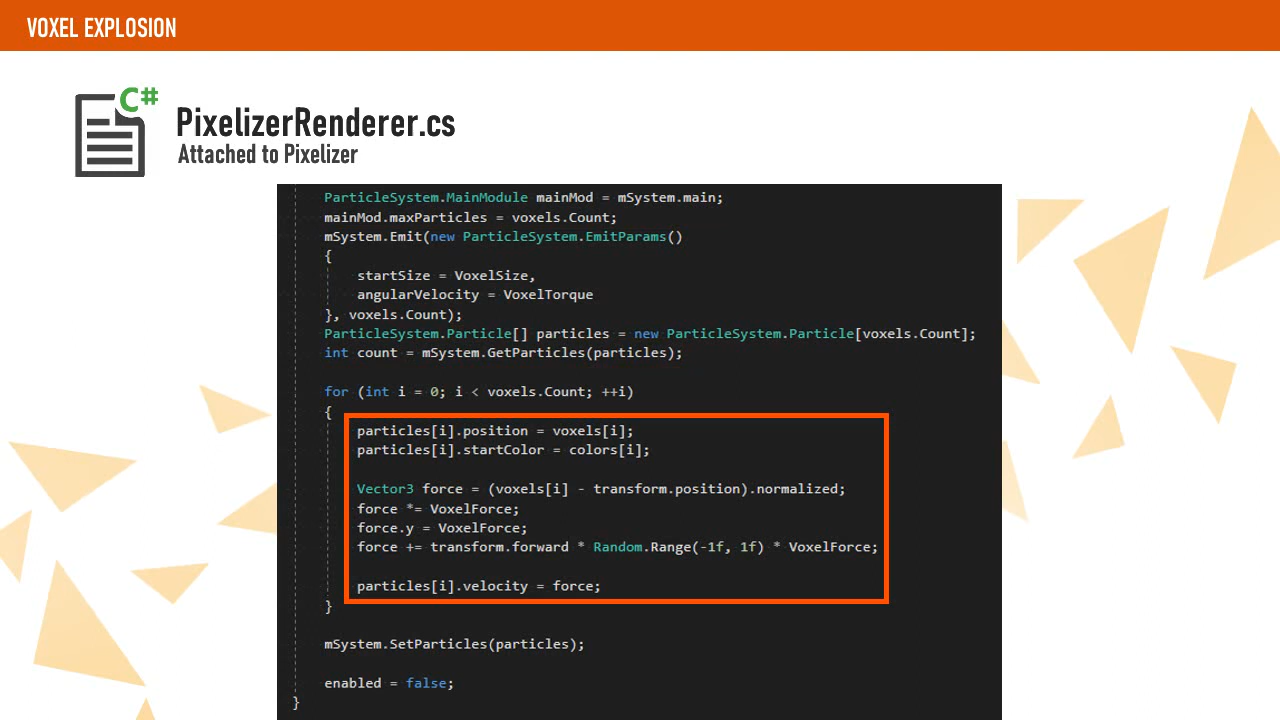 VOXEL EXPLOSION
C#
PixelizerRenderer.cs
Attached to Pixelizer
ParticleSystem.MainModule mainMod = mSystem.main;
mainMod.maxParticles = voxels.Count;
mSystem.Emit(new ParticleSystem.EmitParams()
{
startSize = VoxelSize,
angularVelocity = VoxelTorque
}, voxels.Count);
ParticleSystem.Particle[] particles = new ParticleSystem.Particle[voxels.Count];
int count = mSystem.GetParticles(particles);
for (int i = 0; i < voxels.Count; ++i)
{
particles[i].position = voxels[i];
particles[i].startColor = colors[i];
Vector3 force = (voxels[i] - transform.position).normalized;
force *= VoxelForce;
force.y = VoxelForce;
force += transform.forward * Random.Range(-1f, 1f) * VoxelForce;
particles[i].velocity = force;
}
mSystem.SetParticles(particles);
enabled = false;
}